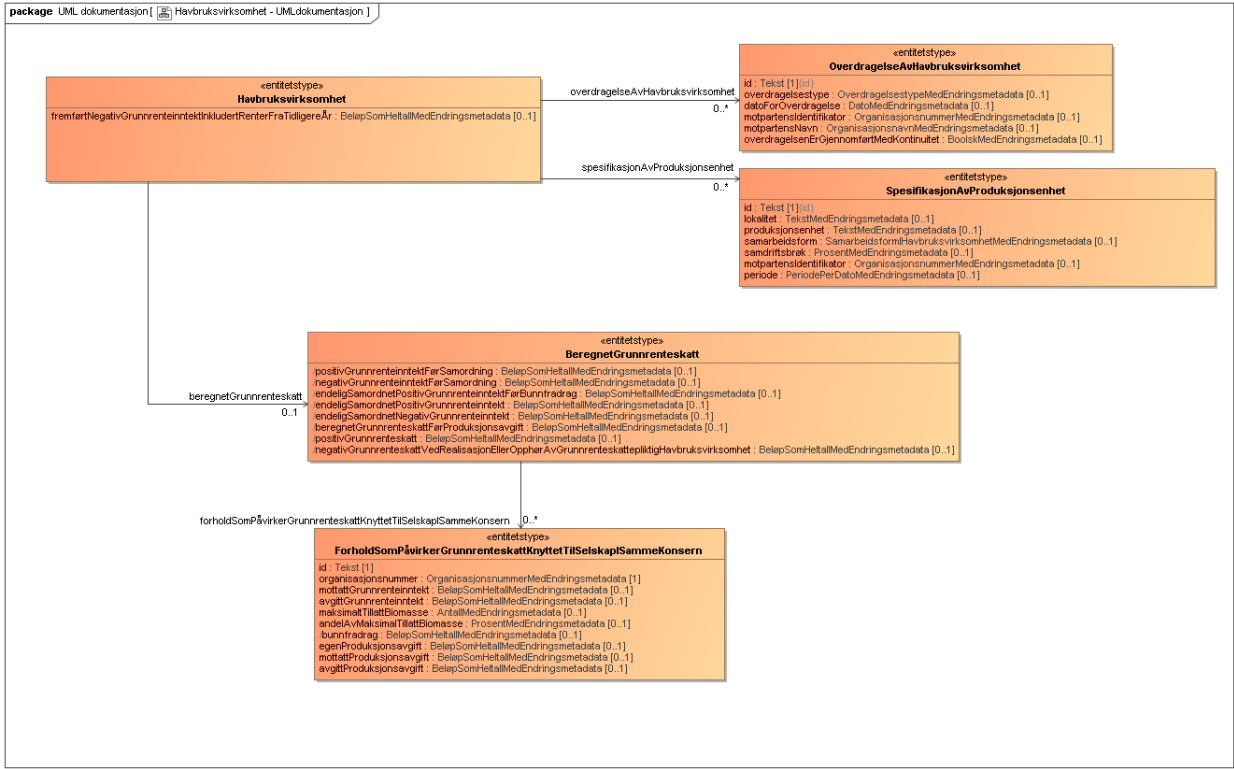 package UML dokumentasjon [ Havbruksvirksomhet - UMLdokumentasjon ]
«entitetstype»
Havbruksvirksomhet
fremførtNegativGrunnrenteinntektInkludertRenterFraTidligereÅr : BeløpSomHeltallMedEndringsmetadata [0..1]
overdragelseAvHavbruksvirksomhet
0..*
«entitetstype»
OverdragelseAvHavbruksvirksomhet
id : Tekst [1]{id}
overdragelsestype : OverdragelsestypeMedEndringsmetadata [0..1]
datoForOverdragelse : DatoMedEndringsmetadata [0..1]
motpartensIdentifikator : OrganisasjonsnummerMedEndringsmetadata [0..1]
motpartensNavn : OrganisasjonsnavnMedEndringsmetadata [0..1]
overdragelsenErGjennomførtMedKontinuitet : BoolskMedEndringsmetadata [0..1]
spesifikasjonAvProduksjonsenhet
0..*
«entitetstype»
SpesifikasjonAvProduksjonsenhet
id : Tekst [1]{id}
lokalitet : TekstMedEndringsmetadata [0..1]
produksjonsenhet : TekstMedEndringsmetadata [0..1]
samarbeidsform : SamarbeidsformIHavbruksvirksomhetMedEndringsmetadata [0..1]
samdriftsbrøk : ProsentMedEndringsmetadata [0..1]
motpartensIdentifikator : OrganisasjonsnummerMedEndringsmetadata [0..1]
periode : PeriodePerDatoMedEndringsmetadata [0..1]
beregnetGrunnrenteskatt
0..1
«entitetstype»
BeregnetGrunnrenteskatt
/positivGrunnrenteinntektFørSamordning : BeløpSomHeltallMedEndringsmetadata [0..1]
/negativGrunnrenteinntektFørSamordning : BeløpSomHeltallMedEndringsmetadata [0..1]
/endeligSamordnetPositivGrunnrenteinntektFørBunnfradrag : BeløpSomHeltallMedEndringsmetadata [0..1]
/endeligSamordnetPositivGrunnrenteinntekt : BeløpSomHeltallMedEndringsmetadata [0..1]
/endeligSamordnetNegativGrunnrenteinntekt : BeløpSomHeltallMedEndringsmetadata [0..1]
/beregnetGrunnrenteskattFørProduksjonsavgift : BeløpSomHeltallMedEndringsmetadata [0..1]
/positivGrunnrenteskatt : BeløpSomHeltallMedEndringsmetadata [0..1]
/negativGrunnrenteskattVedRealisasjonEllerOpphørAvGrunnrenteskattepliktigHavbruksvirksomhet : BeløpSomHeltallMedEndringsmetadata [0..1]
forholdSomPåvirkerGrunnrenteskattKnyttetTilSelskapISammeKonsern
0..*
«entitetstype»
ForholdSomPåvirkerGrunnrenteskattKnyttetTilSelskapISammeKonsern
id : Tekst [1]
organisasjonsnummer : OrganisasjonsnummerMedEndringsmetadata [1]
mottattGrunnrenteinntekt : BeløpSomHeltallMedEndringsmetadata [0..1]
avgittGrunnrenteinntekt : BeløpSomHeltallMedEndringsmetadata [0..1]
maksimaltTillattBiomasse : AntallMedEndringsmetadata [0..1]
andelAvMaksimalTillattBiomasse : ProsentMedEndringsmetadata [0..1]
/bunnfradrag : BeløpSomHeltallMedEndringsmetadata [0..1]
egenProduksjonsavgift : BeløpSomHeltallMedEndringsmetadata [0..1]
mottattProduksjonsavgift : BeløpSomHeltallMedEndringsmetadata [0..1]
avgittProduksjonsavgift : BeløpSomHeltallMedEndringsmetadata [0..1]